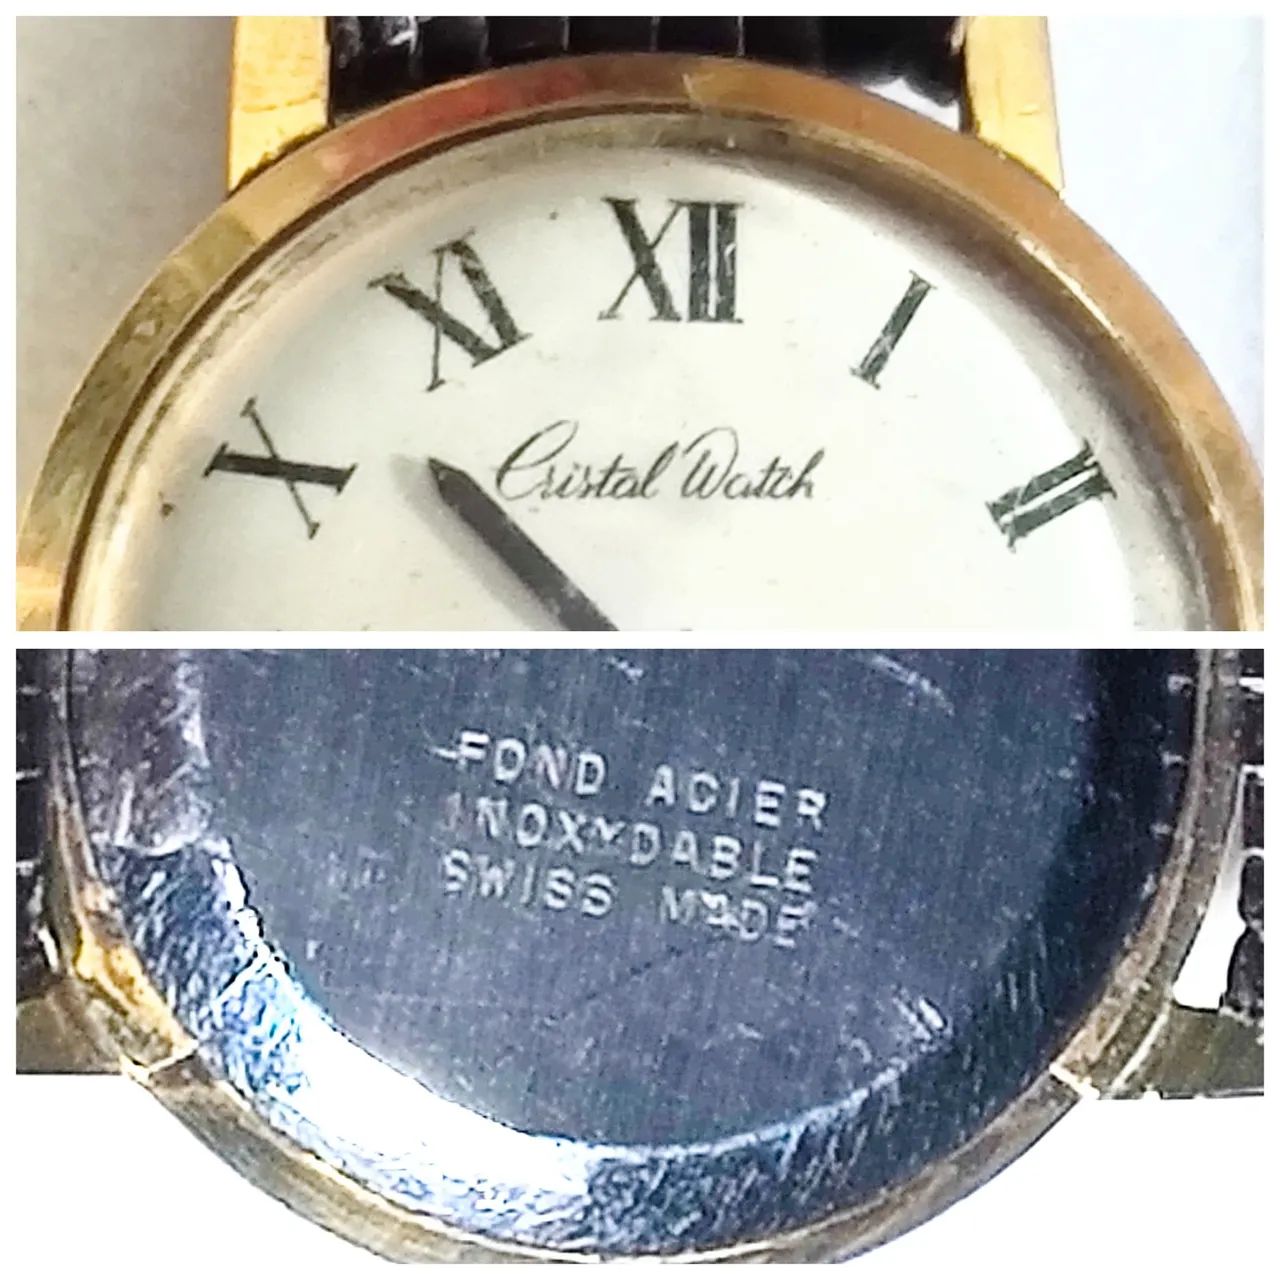 X XI XII I II
Cristal Watch
FOND ACIER
INOXYDABLE
SWISS MADE